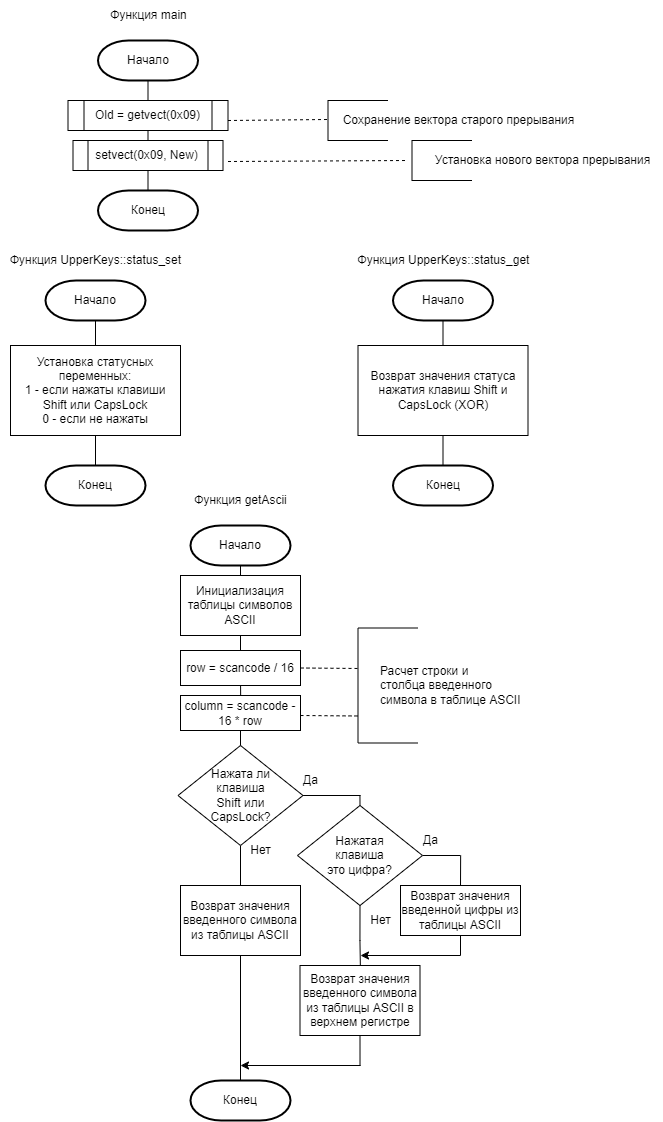 Функция main
Начало
Old = getvect(0x09)
Сохранение вектора старого прерывания
setvect(0x09, New)
Установка нового вектора прерывания
Конец
Функция UpperKeys::status_set
Начало
Установка статусных
переменных:
1 - если нажаты клавиши
Shift или CapsLock
0 - если не нажаты
Конец
Функция UpperKeys::status_get
Начало
Возврат значения статуса
нажатия клавиш Shift и
CapsLock (XOR)
Конец
Функция getAscii
Начало
Инициализация
таблицы символов
ASCII
row = scancode / 16
column = scancode -
16 * row
Расчет строки и
столбца введенного
символа в таблице ASCII
Нажата ли
клавиша
Shift или
CapsLock?
Да
Нет
Нажатая
клавиша
это цифра?
Да
Нет
Возврат значения
введенного символа
из таблицы ASCII
Возврат значения
введенной цифры из
таблицы ASCII
Возврат значения
введенного символа
из таблицы ASCII в
верхнем регистре
Конец